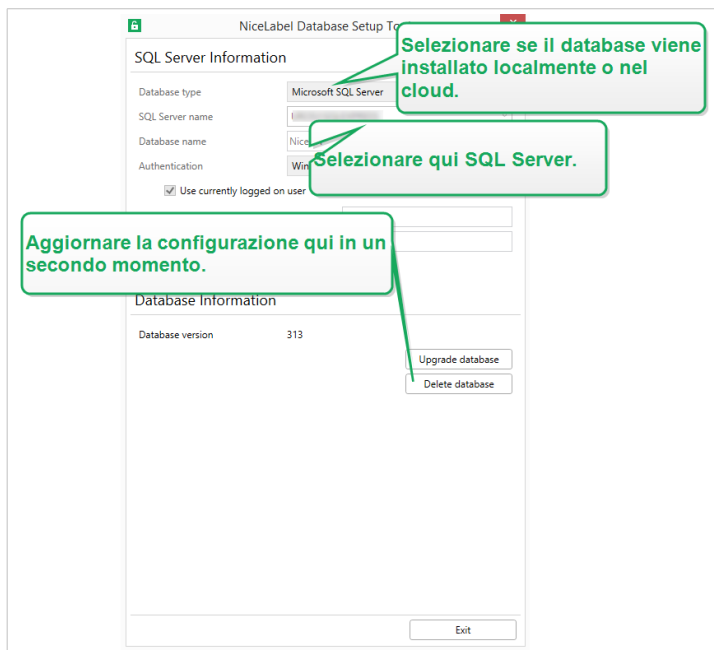 NiceLabel Database Setup
Selezionare se il database viene
installato localmente o nel
cloud.
SQL Server Information
Database type
Microsoft SQL Server
SQL Server name
Database name
Authentication
Selezionare qui SQL Server.
Use currently logged on user
Aggiornare la configurazione qui in un
secondo momento.
Database Information
Database version
313
Upgrade database
Delete database
Exit